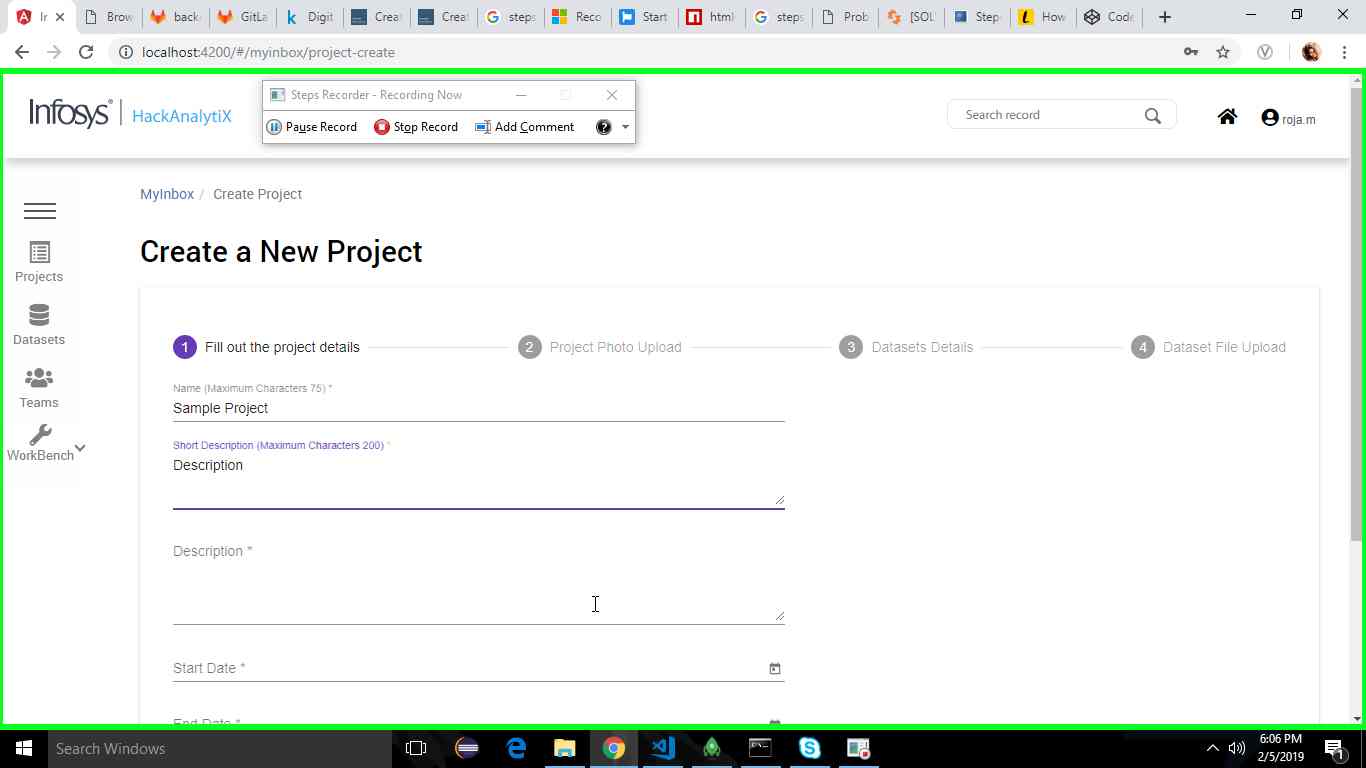 Ir
Brow
back
GitLa
Digit
Creat
Creat
steps
Reco
Start
html
steps
Prob
[SOL
Step
How
Code
localhost:4200/#/myinbox/project-create
Steps Recorder - Recording Now
Pause Record Stop Record Add Comment
Infosys® | HackAnalytiX
Search record
roja.m
MyInbox / Create Project
Create a New Project
Projects
Datasets
Teams
WorkBench
1 Fill out the project details
2 Project Photo Upload
3 Datasets Details
4 Dataset File Upload
Name (Maximum Characters 75) *
Sample Project
Short Description (Maximum Characters 200) *
Description
Description *
Start Date *
End Date *
Search Windows
6:06 PM
2/5/2019
1